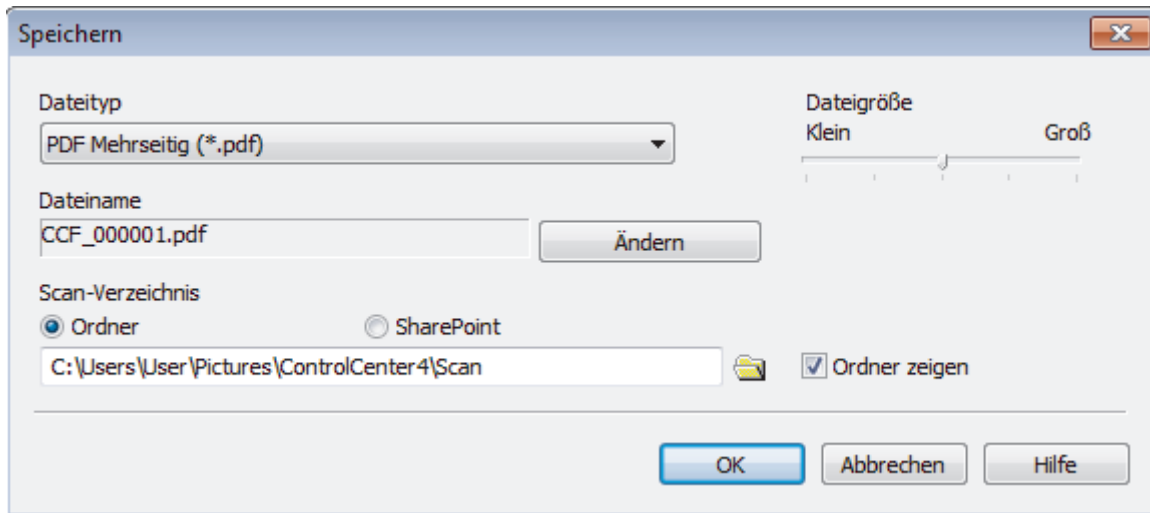 Speichern
Dateityp
PDF Mehrseitig (*.pdf)
Dateigröße
Klein Groß
Dateiname
CCF_000001.pdf
Ändern
Scan-Verzeichnis
Ordner
SharePoint
C:\Users\User\Pictures\ControlCenter4\Scan
Ordner zeigen
OK
Abbrechen
Hilfe